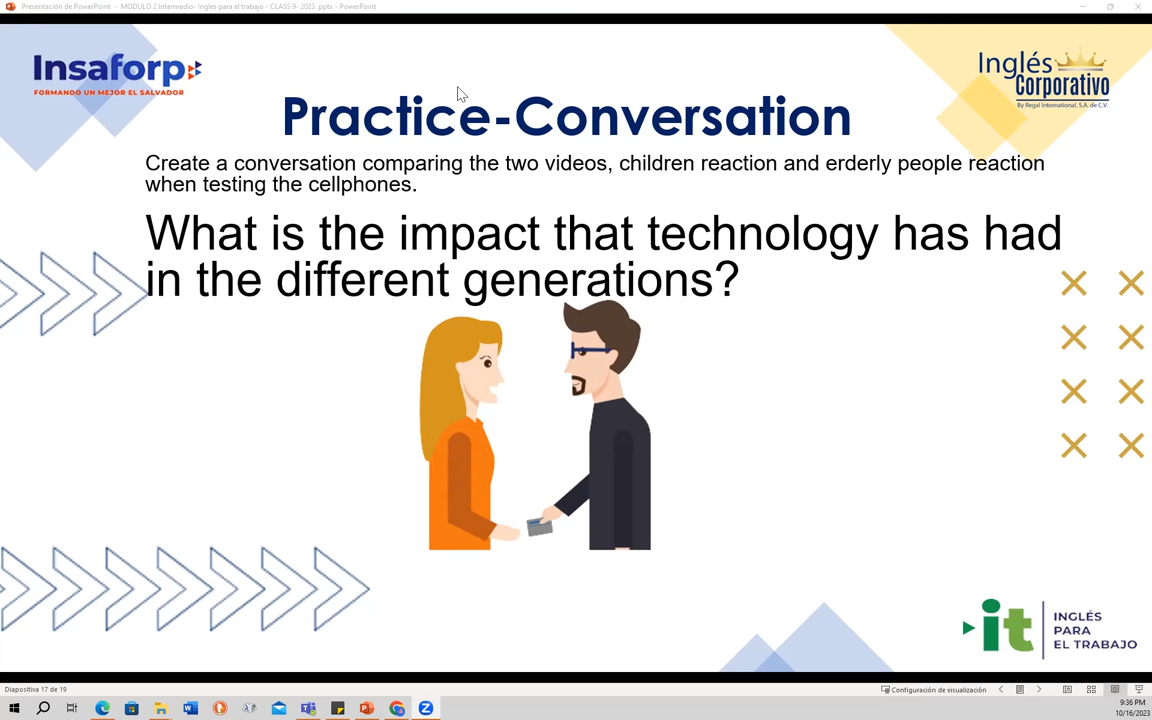 Presentación de PowerPoint - MODULO 2 Intermedio- Ingles para el trabajo - CLASS 9- 2023 .pptx - PowerPoint
Insaforp
FORMANDO UN MEJOR EL SALVADOR
Inglés
Corporativo
By Regal International, S.A. de C.V.
Practice-Conversation
Create a conversation comparing the two videos, children reaction and erderly people reaction
when testing the cellphones.
What is the impact that technology has had
in the different generations?
it
INGLÉS
PARA
EL TRABAJO
Diapositiva 17 de 19
Configuración de visualización
9:36 PM
10/16/2023